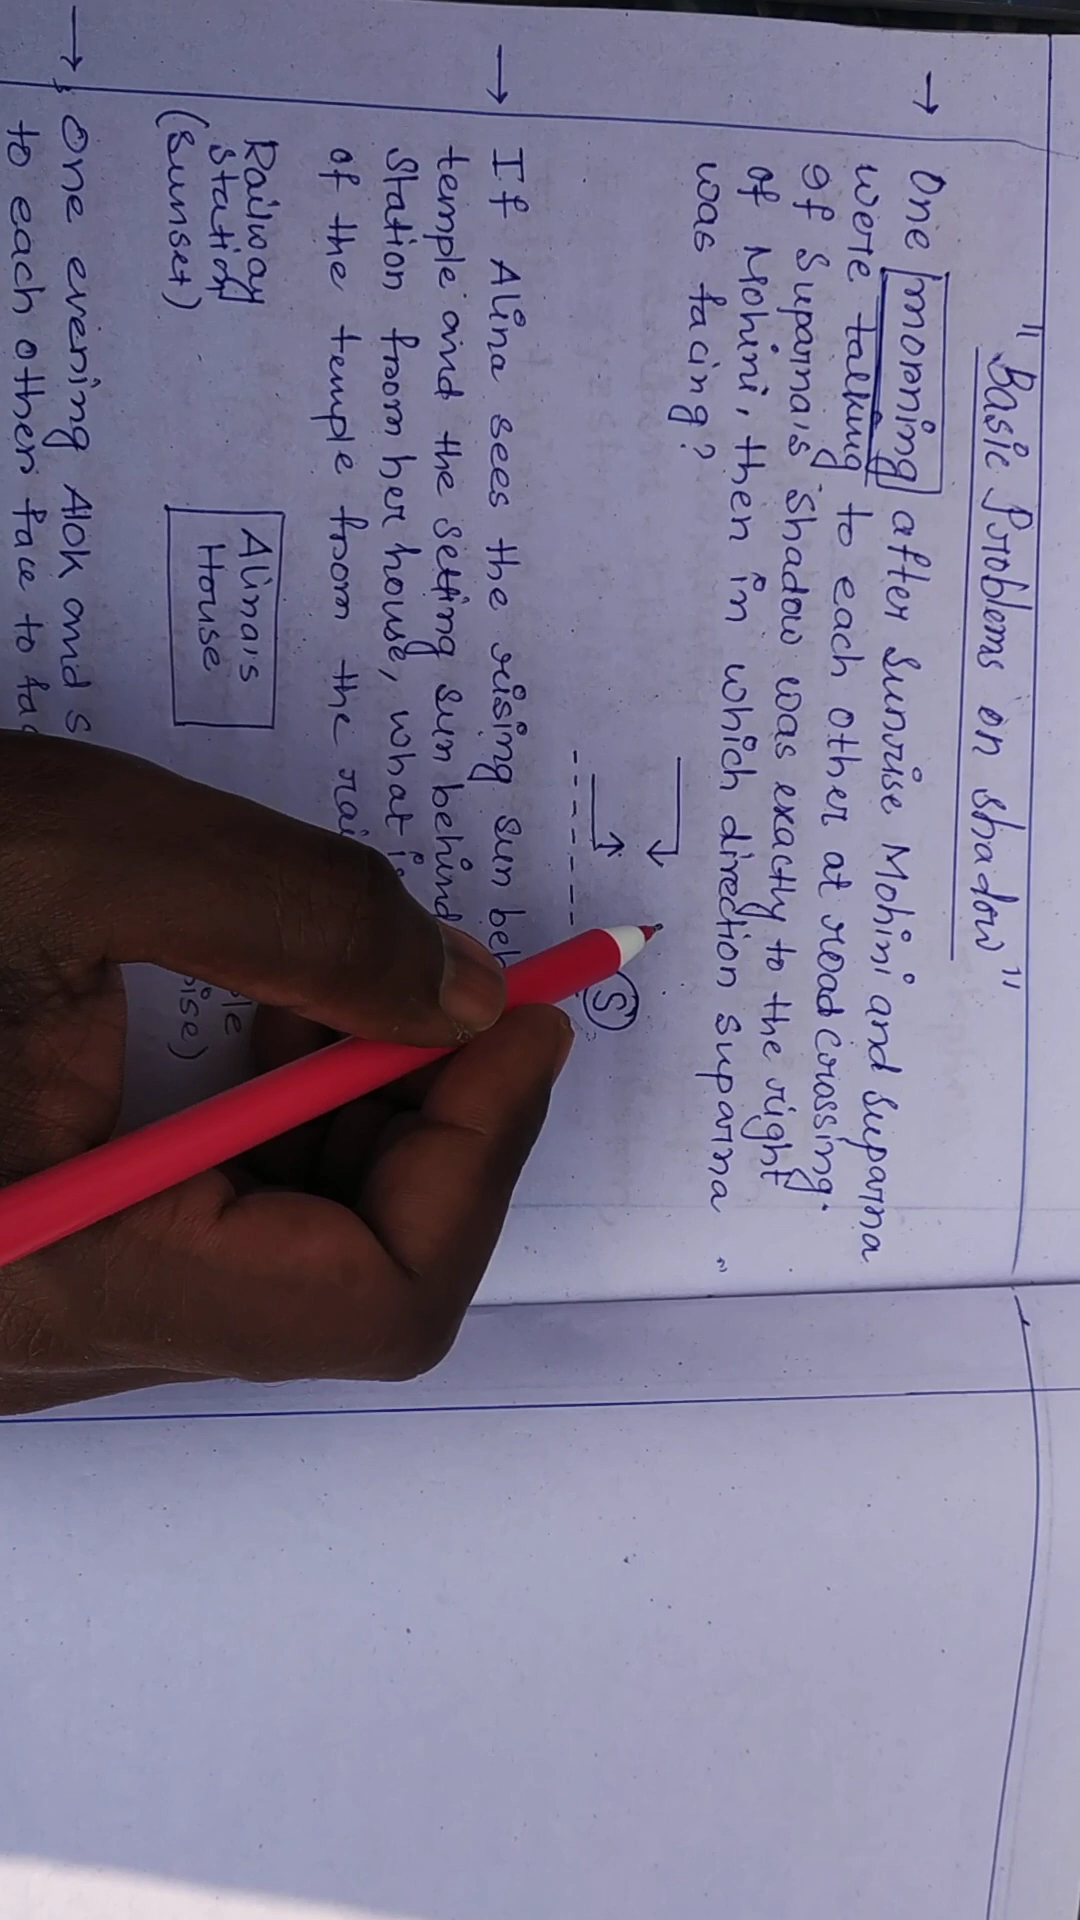 "Basic Problems on Shadow"
→ One morning after Sunrise Mohini and Suparna
were talking to each other at road Crossing.
If Suparna's Shadow was exactly to the right
of Mohini, then in which direction Suparna
was facing?
S
→ If Alina sees the rising sun
temple and the setting sun behind
Station from her house, what
of the temple from the
Railway
Station
(Sunset)
Alina's
House
→ One evening Alok and
to each other face to